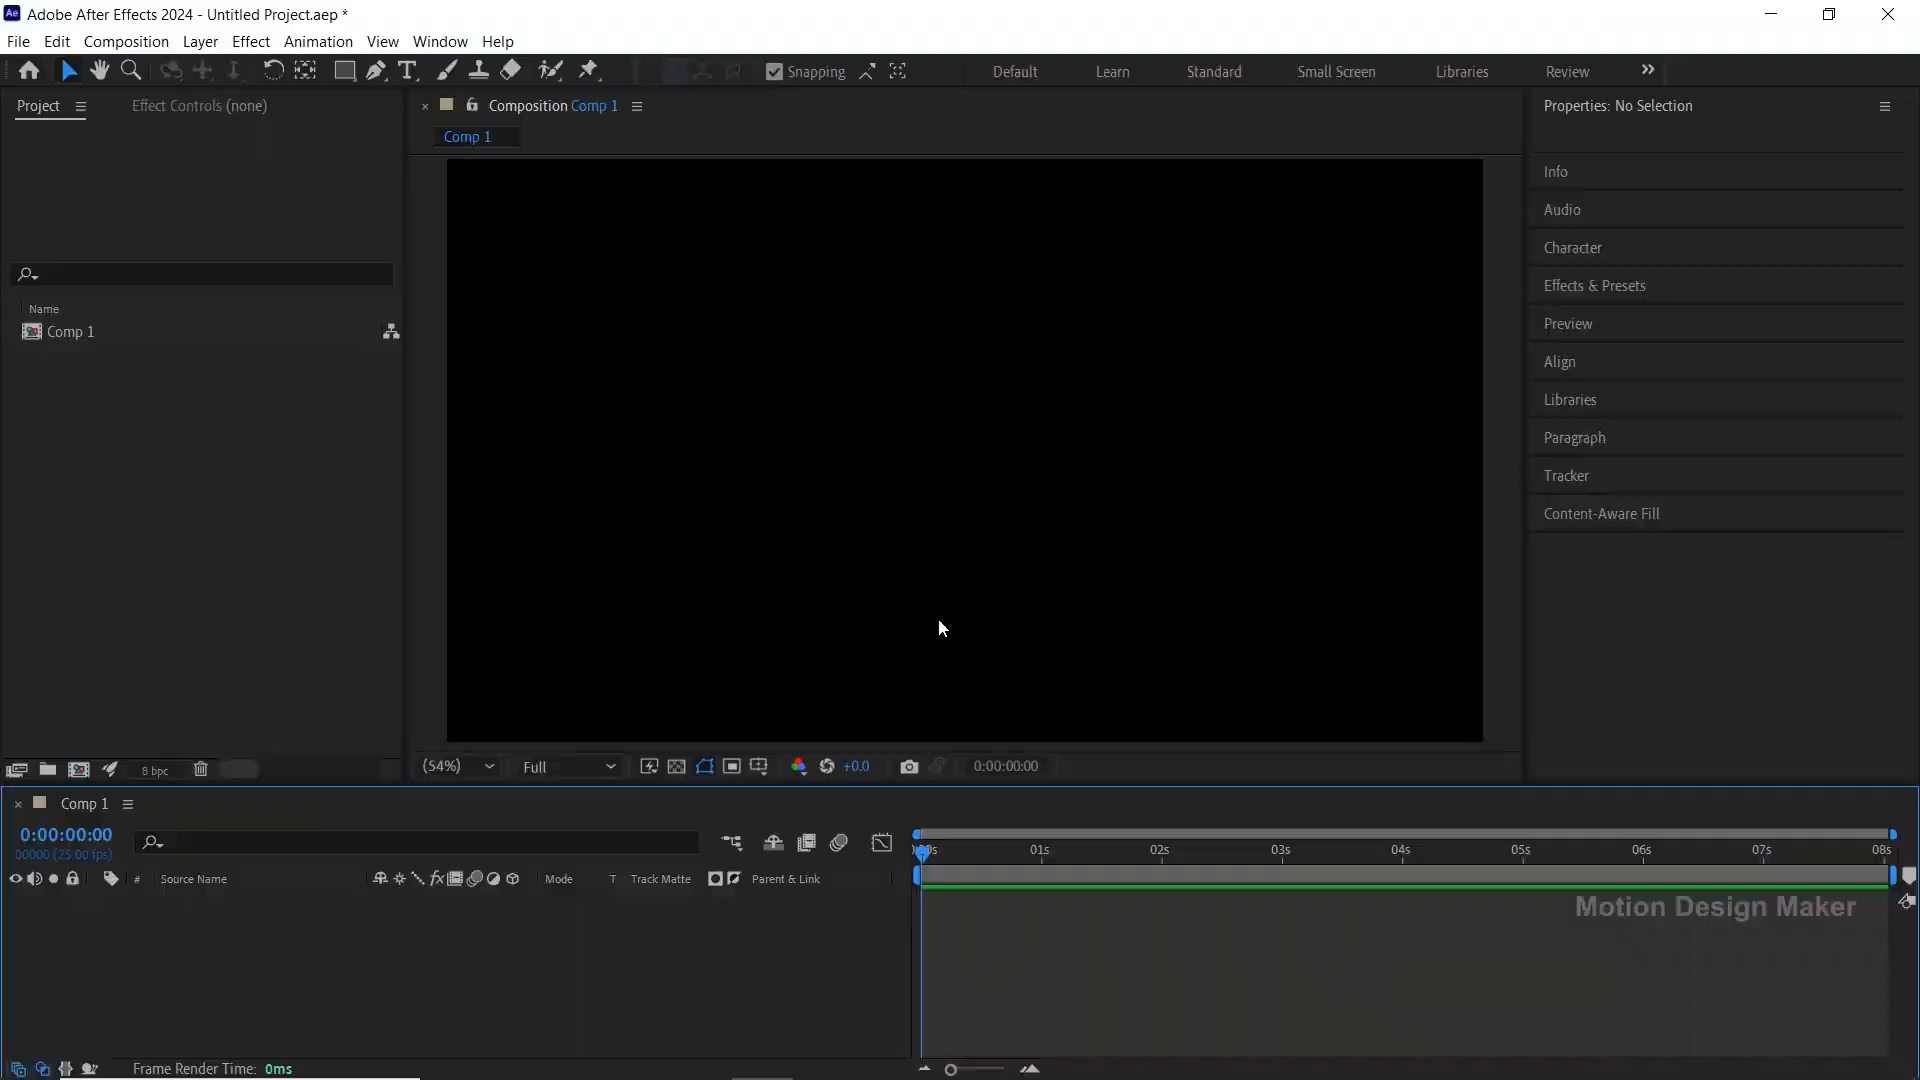 Adobe After Effects 2024 - Untitled Project.aep *
File Edit Composition Layer Effect Animation View Window Help
Snapping Default Learn Standard Small Screen Libraries Review
Project Effect Controls (none)
Composition Comp 1
Properties: No Selection
Comp 1
Info
Audio
Character
Effects & Presets
Name
Comp 1
Preview
Align
Libraries
Paragraph
Tracker
Content-Aware Fill
8 bpc
(54%) Full +0.0 0:00:00:00
Comp 1
0:00:00:00
00000 (25.00 fps)
01s 02s 03s 04s 05s 06s 07s 08s
# Source Name Mode T Track Matte Parent & Link
Motion Design Maker
Frame Render Time: 0ms